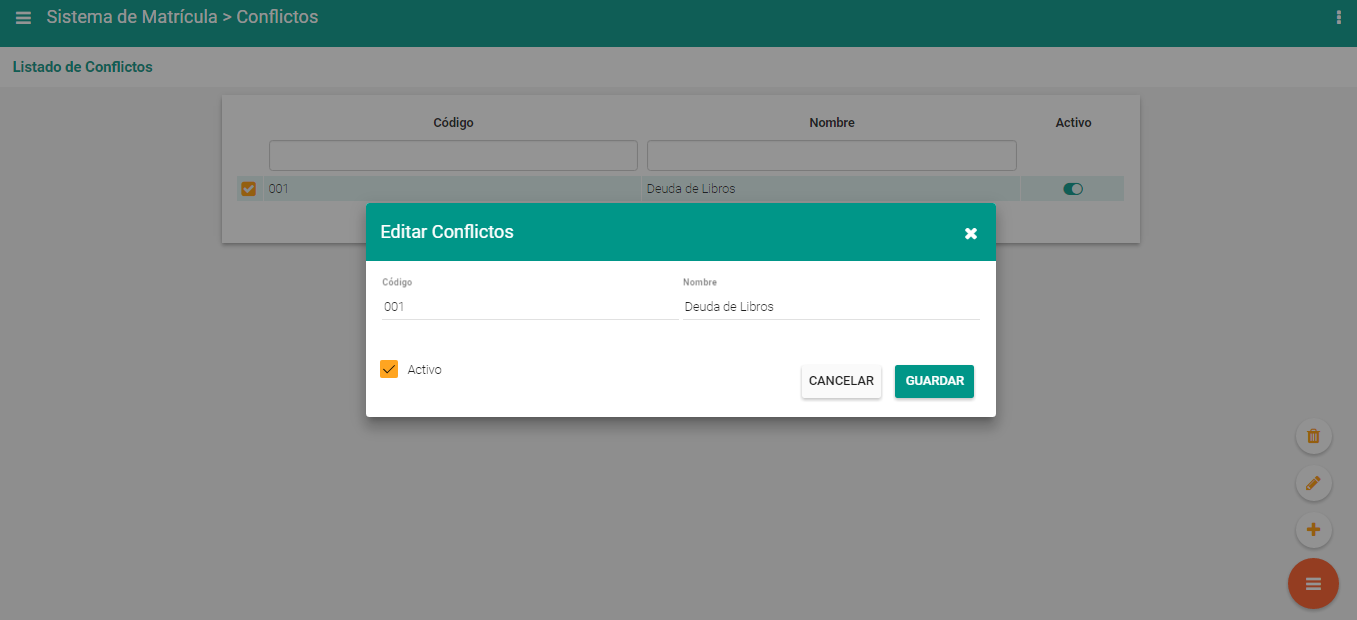 Sistema de Matrícula > Conflictos
Listado de Conflictos
Código Nombre Activo
001 Deuda de Libros
Editar Conflictos
Código Nombre
001 Deuda de Libros
Activo
CANCELAR GUARDAR